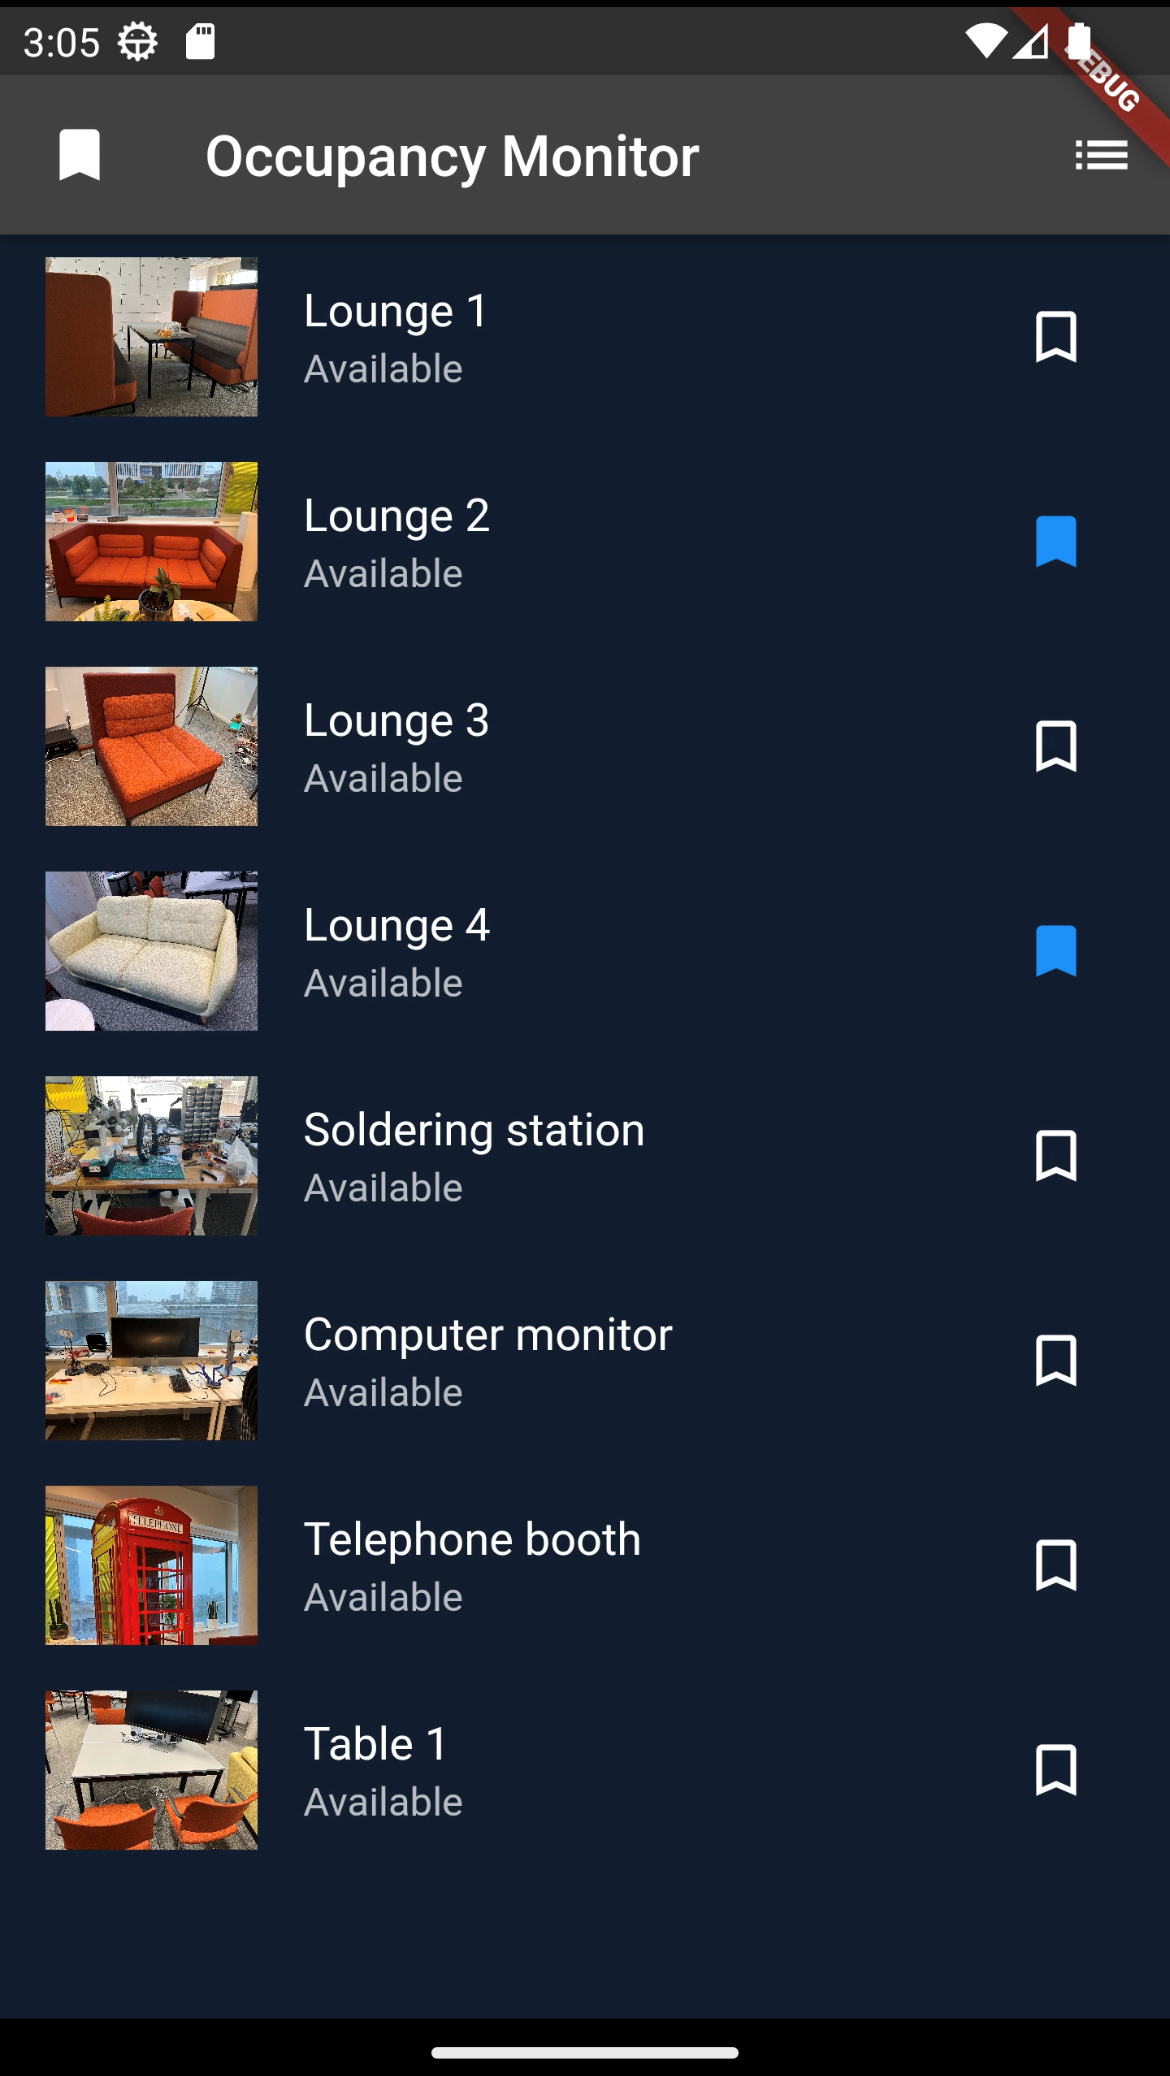 3:05
DEBUG
Occupancy Monitor
Lounge 1
Available
Lounge 2
Available
Lounge 3
Available
Lounge 4
Available
Soldering station
Available
Computer monitor
Available
TELEPHONE
Telephone booth
Available
Table 1
Available